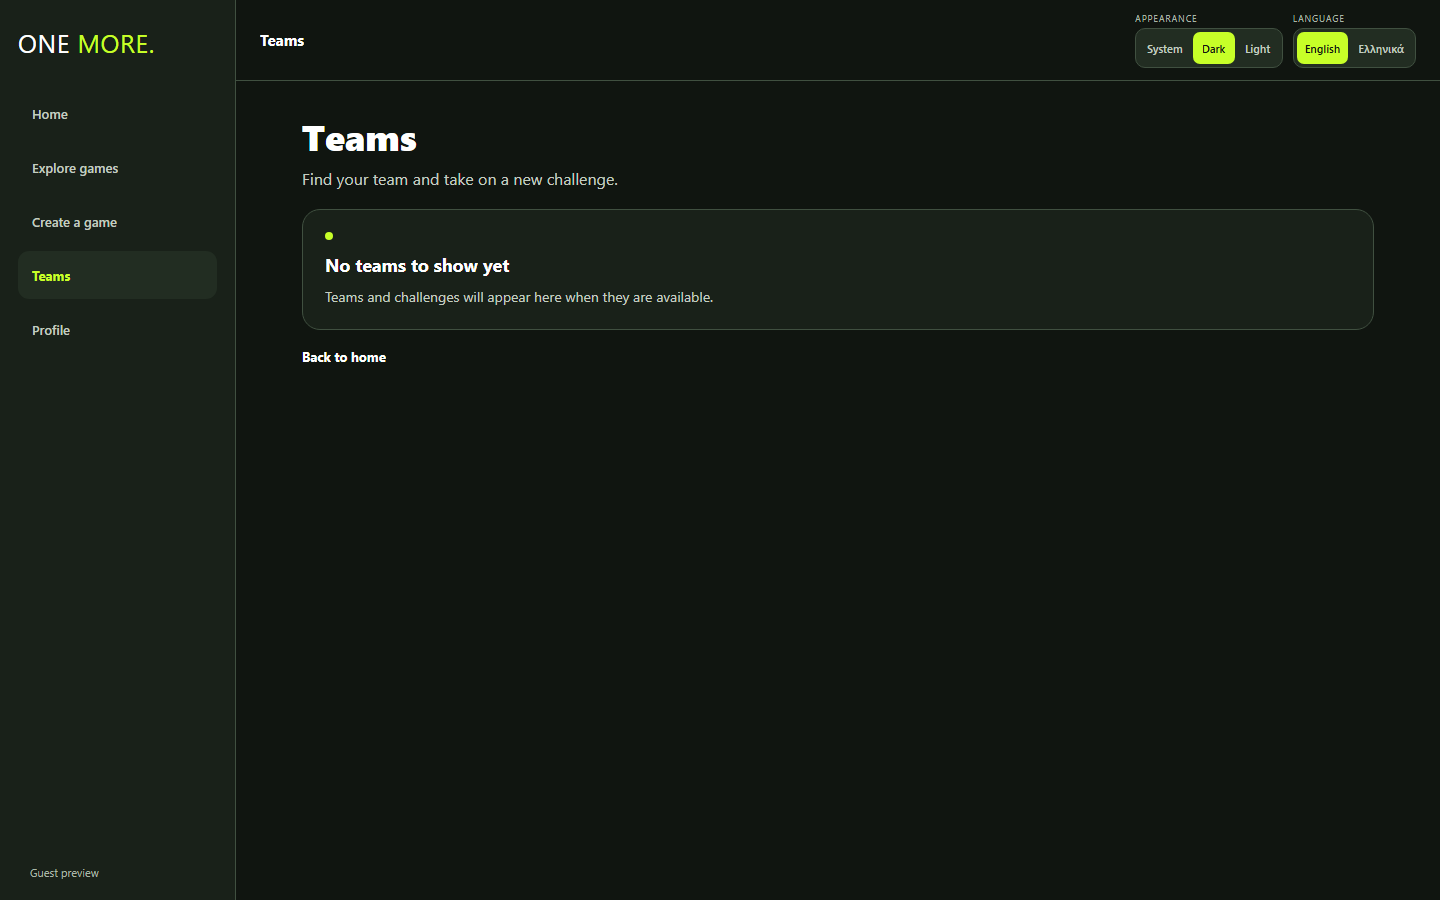 ONE MORE.
Home
Explore games
Create a game
Teams
Profile
Guest preview
Teams
APPEARANCE
System Dark Light
LANGUAGE
English Ελληνικά
Teams
Find your team and take on a new challenge.
No teams to show yet
Teams and challenges will appear here when they are available.
Back to home